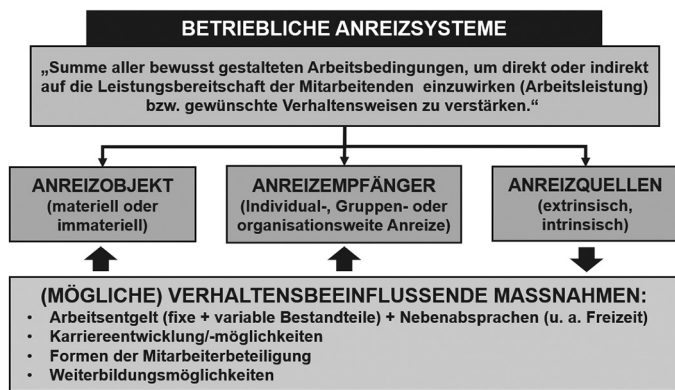 BETRIEBLICHE ANREIZSYSTEME
„Summe aller bewusst gestalteten Arbeitsbedingungen, um direkt oder indirekt
auf die Leistungsbereitschaft der Mitarbeitenden einzuwirken (Arbeitsleistung)
bzw. gewünschte Verhaltensweisen zu verstärken.“
ANREIZOBJEKT
(materiell oder
immateriell)
ANREIZEMPFÄNGER
(Individual-, Gruppen- oder
organisationsweite Anreize)
ANREIZQUELLEN
(extrinsisch,
intrinsisch)
(MÖGLICHE) VERHALTENSBEEINFLUSSENDE MASSNAHMEN:
• Arbeitsentgelt (fixe + variable Bestandteile) + Nebenabsprachen (u. a. Freizeit)
• Karriereentwicklung/-möglichkeiten
• Formen der Mitarbeiterbeteiligung
• Weiterbildungsmöglichkeiten